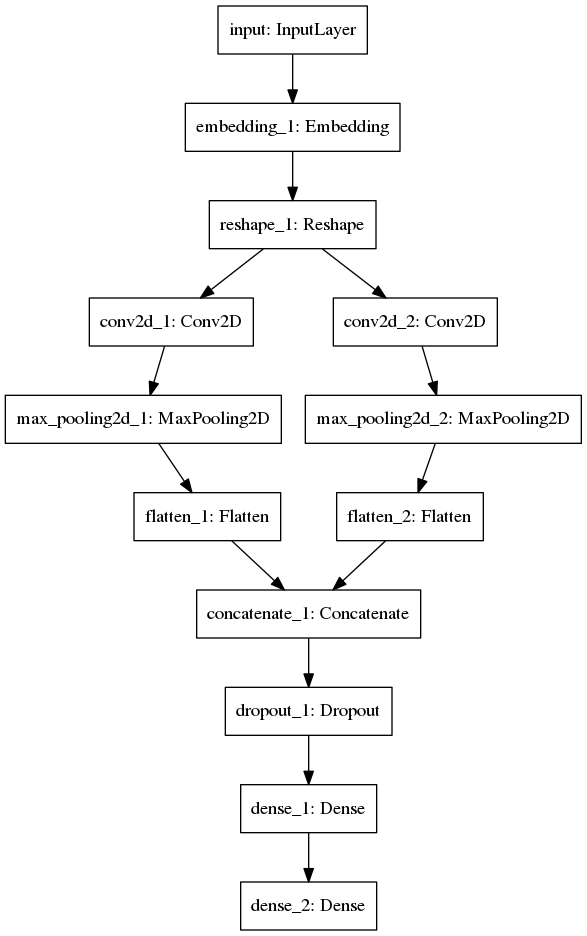 input: InputLayer
embedding_1: Embedding
reshape_1: Reshape
conv2d_1: Conv2D
conv2d_2: Conv2D
max_pooling2d_1: MaxPooling2D
max_pooling2d_2: MaxPooling2D
flatten_1: Flatten
flatten_2: Flatten
concatenate_1: Concatenate
dropout_1: Dropout
dense_1: Dense
dense_2: Dense